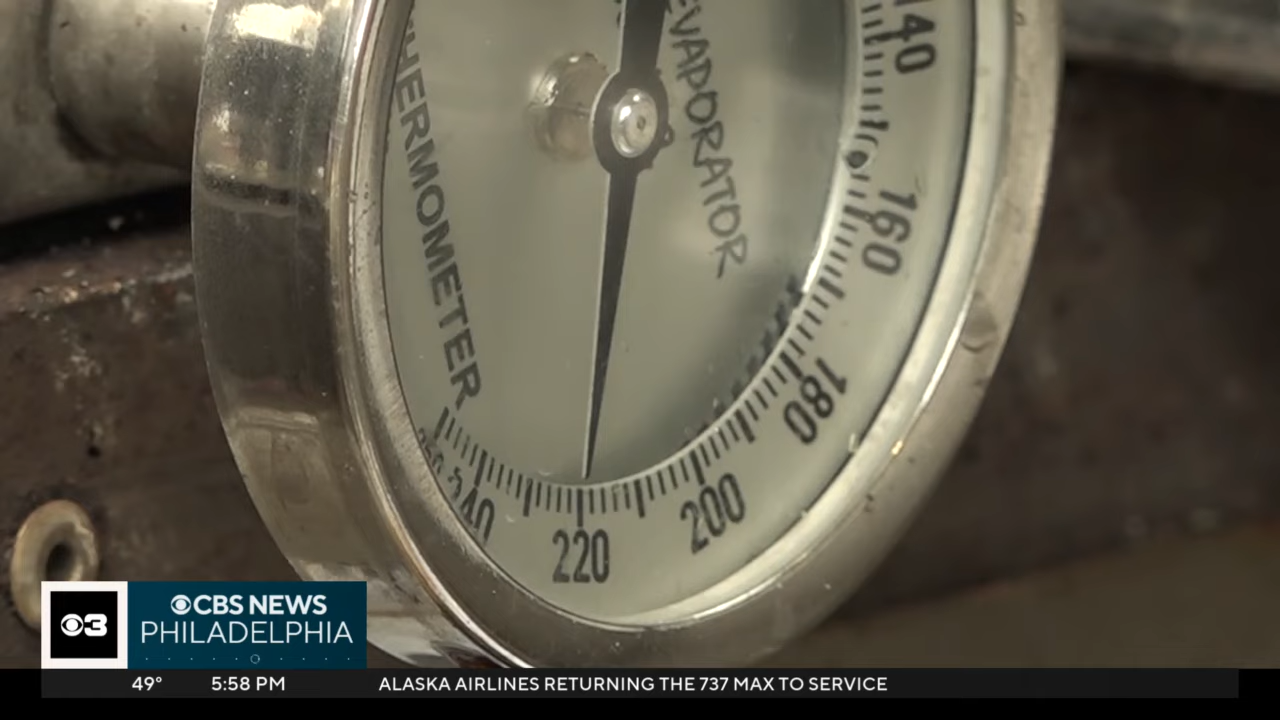 THERMOMETER
EVAPORATOR
140
160
180
200
220
240
3
CBS NEWS
PHILADELPHIA
49° 5:58 PM ALASKA AIRLINES RETURNING THE 737 MAX TO SERVICE